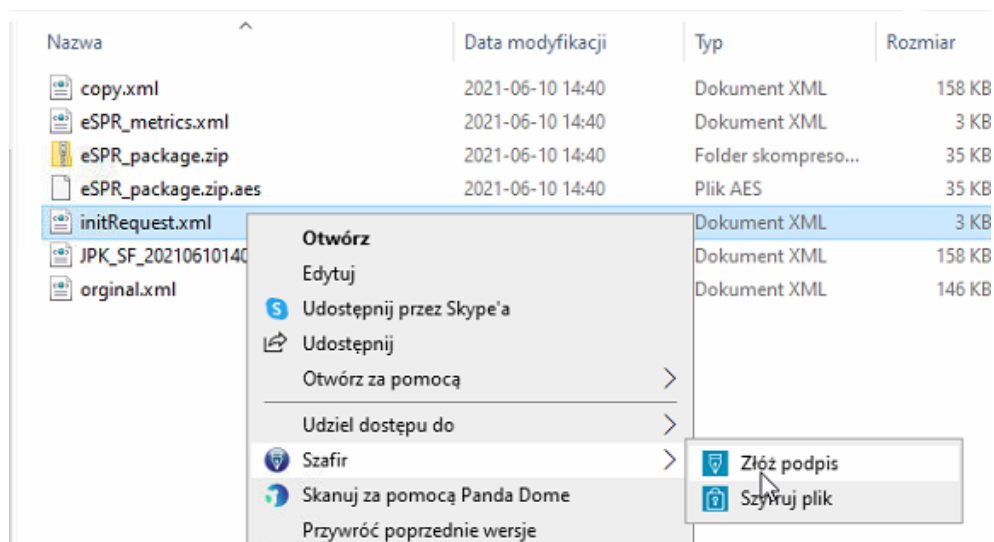 Nazwa Data modyfikacji Typ Rozmiar
copy.xml 2021-06-10 14:40 Dokument XML 158 KB
eSPR_metrics.xml 2021-06-10 14:40 Dokument XML 3 KB
eSPR_package.zip 2021-06-10 14:40 Folder skompreso... 35 KB
eSPR_package.zip.aes 2021-06-10 14:40 Plik AES 35 KB
initRequest.xml Dokument XML 3 KB
JPK_SF_2021061014 Dokument XML 158 KB
orginal.xml Dokument XML 146 KB
Otwórz
Edytuj
Udostępnij przez Skype'a
Udostępnij
Otwórz za pomocą
Udziel dostępu do
Szafir
Złóż podpis
Skanuj za pomocą Panda Dome
Szyfruj plik
Przywróć poprzednie wersje